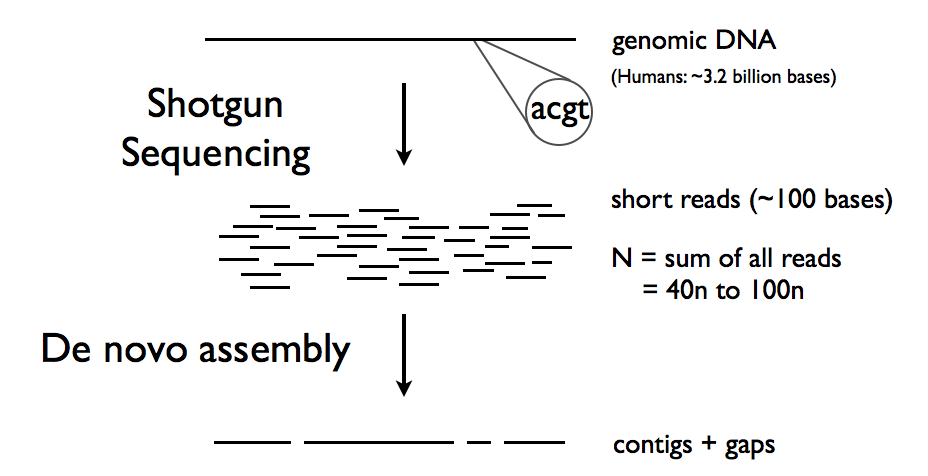 genomic DNA
(Humans: ~3.2 billion bases)
acgt
Shotgun
Sequencing
short reads (~100 bases)
N = sum of all reads
= 40n to 100n
De novo assembly
contigs + gaps